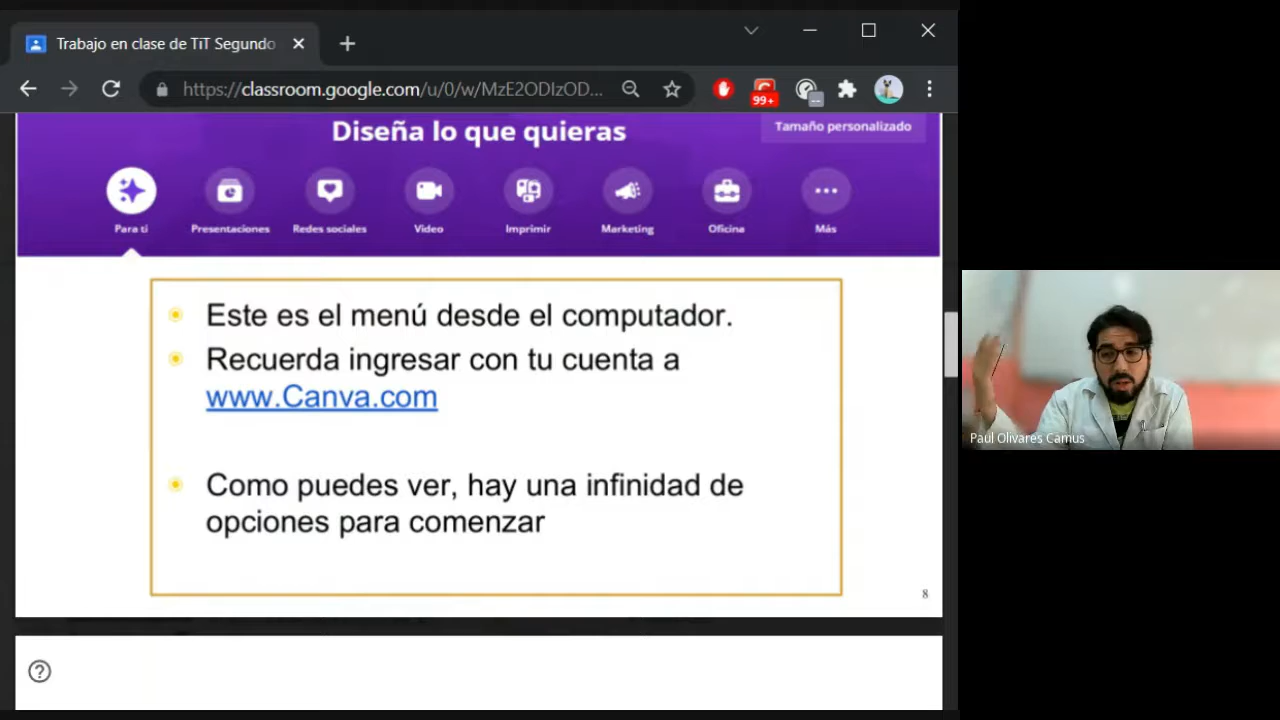 Trabajo en clase de TiT Segundo
https://classroom.google.com/u/0/w/MzE2ODIzOD...
99+
Diseña lo que quieras
Tamaño personalizado
Para ti
Presentaciones
Redes sociales
Video
Imprimir
Marketing
Oficina
Más
Este es el menú desde el computador.
Recuerda ingresar con tu cuenta a
www.Canva.com
Como puedes ver, hay una infinidad de
opciones para comenzar
8
Paul Olivares Camus